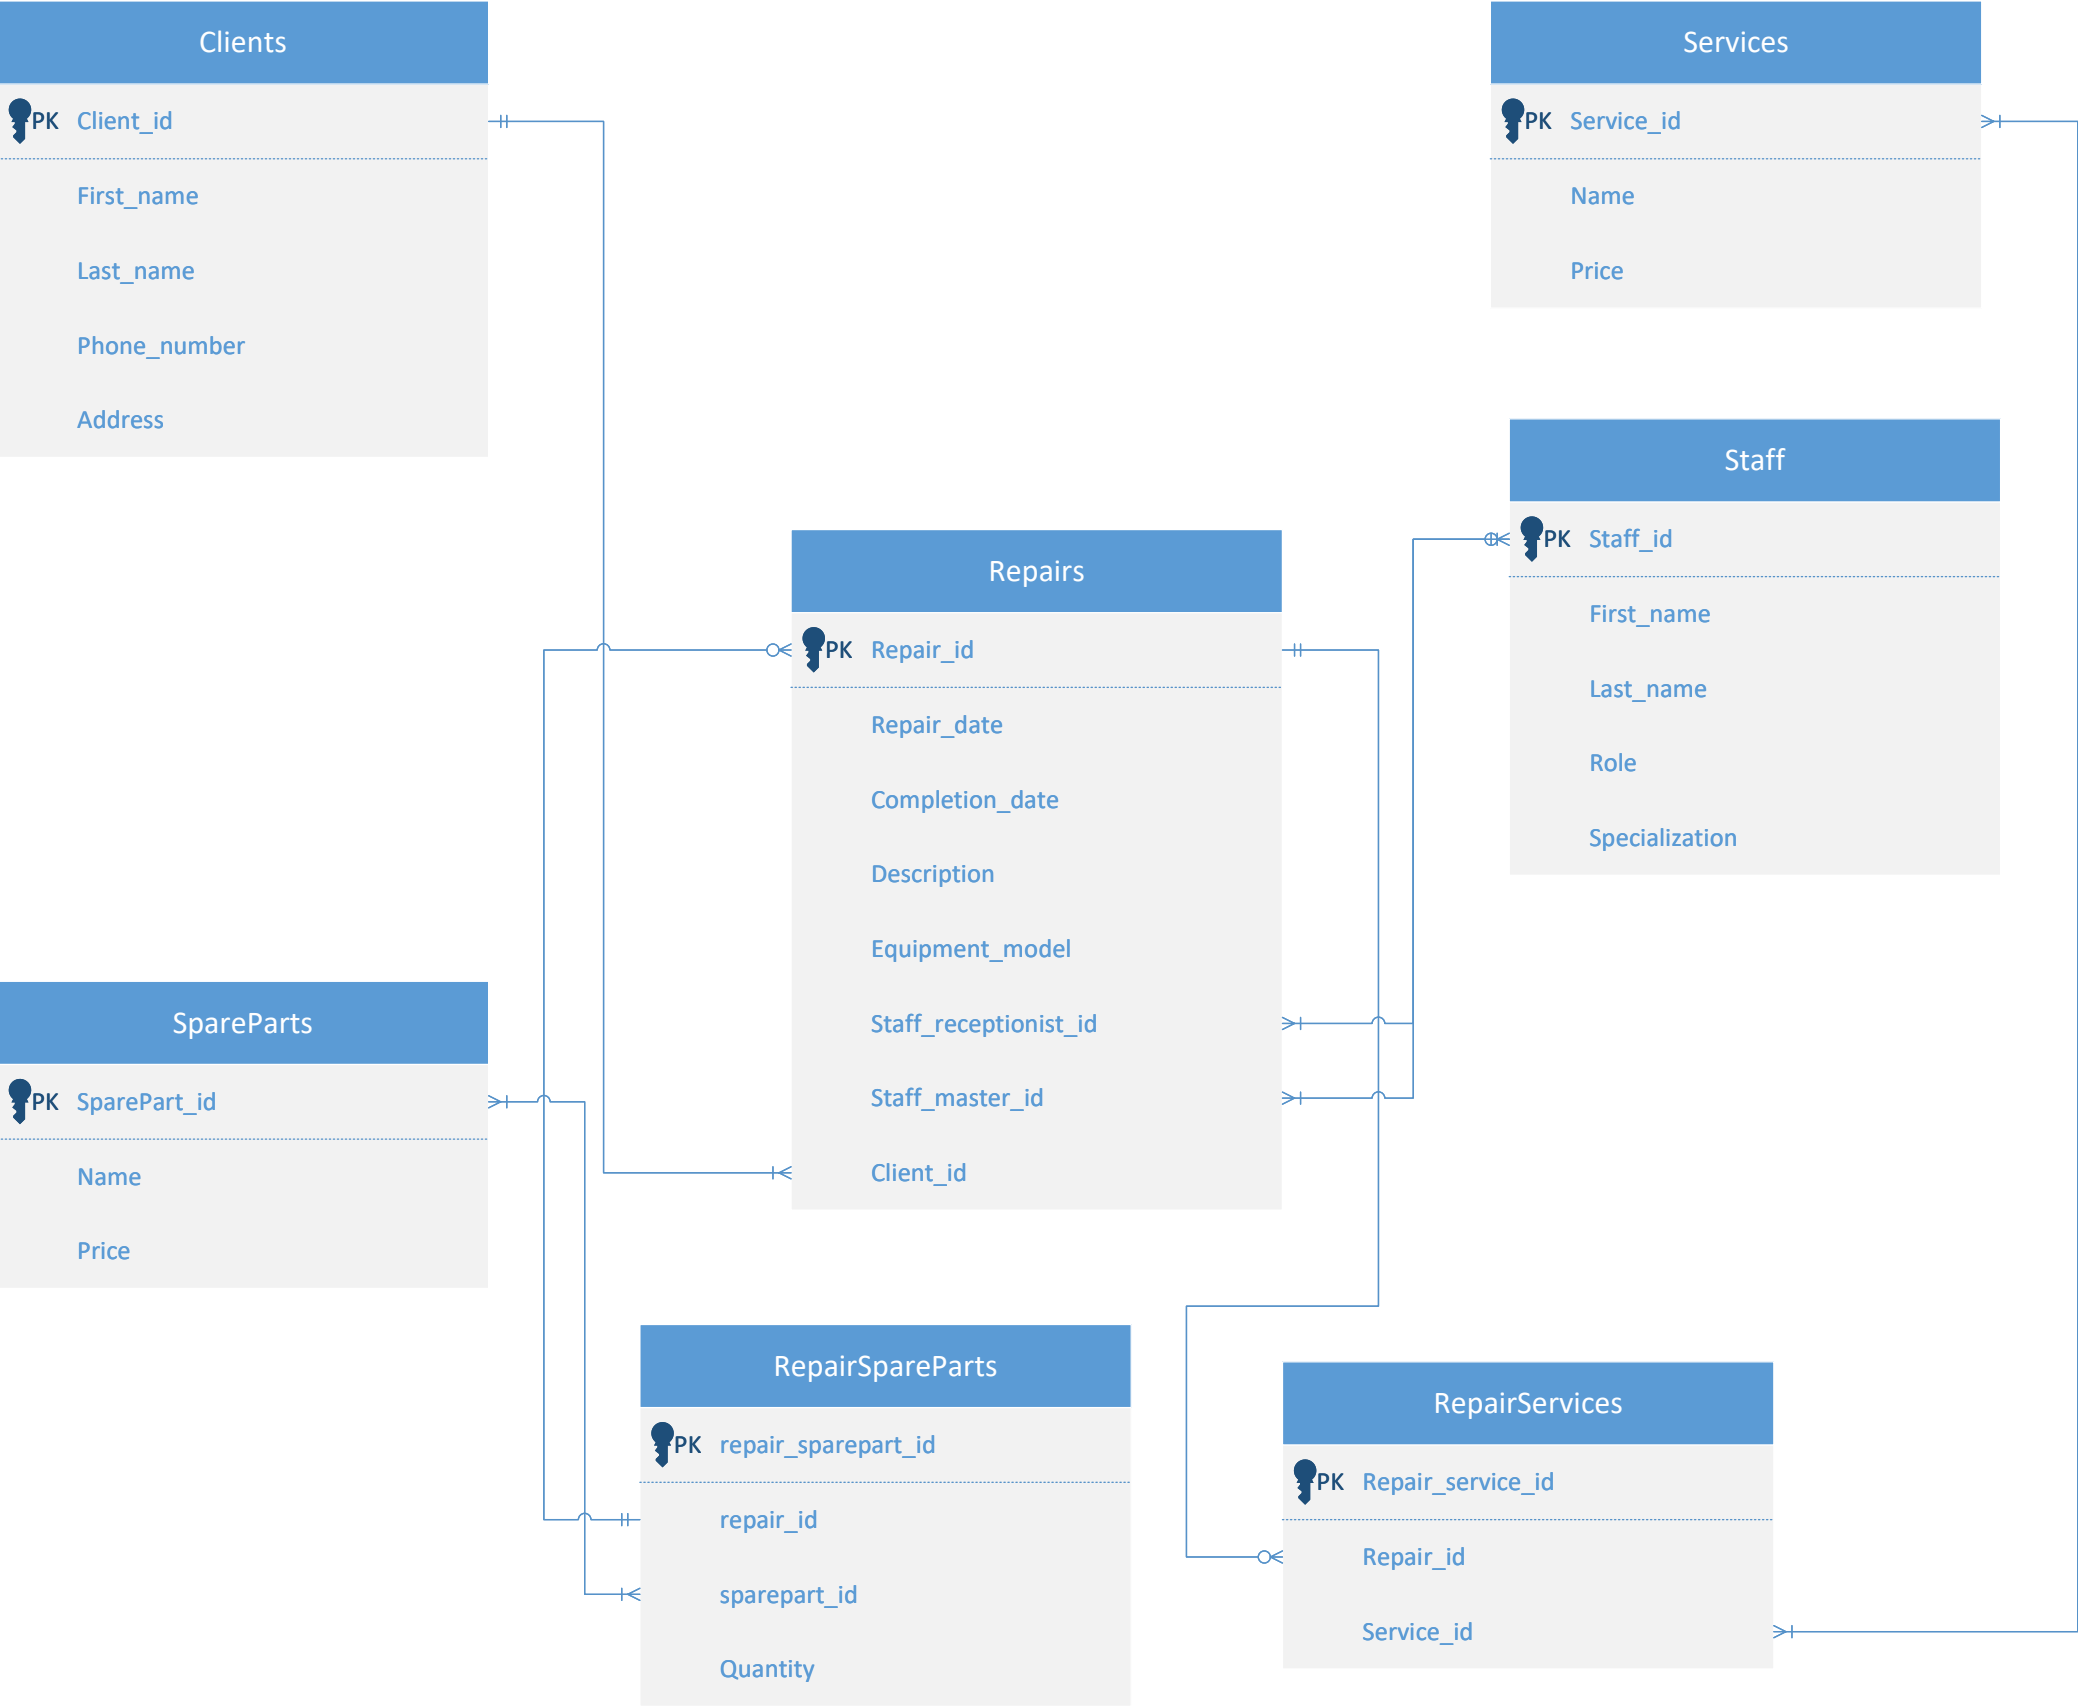 Clients
PK Client_id
First_name
Last_name
Phone_number
Address
Services
PK Service_id
Name
Price
Staff
PK Staff_id
First_name
Last_name
Role
Specialization
Repairs
PK Repair_id
Repair_date
Completion_date
Description
Equipment_model
Staff_receptionist_id
Staff_master_id
Client_id
SpareParts
PK SparePart_id
Name
Price
RepairSpareParts
PK repair_sparepart_id
repair_id
sparepart_id
Quantity
RepairServices
PK Repair_service_id
Repair_id
Service_id